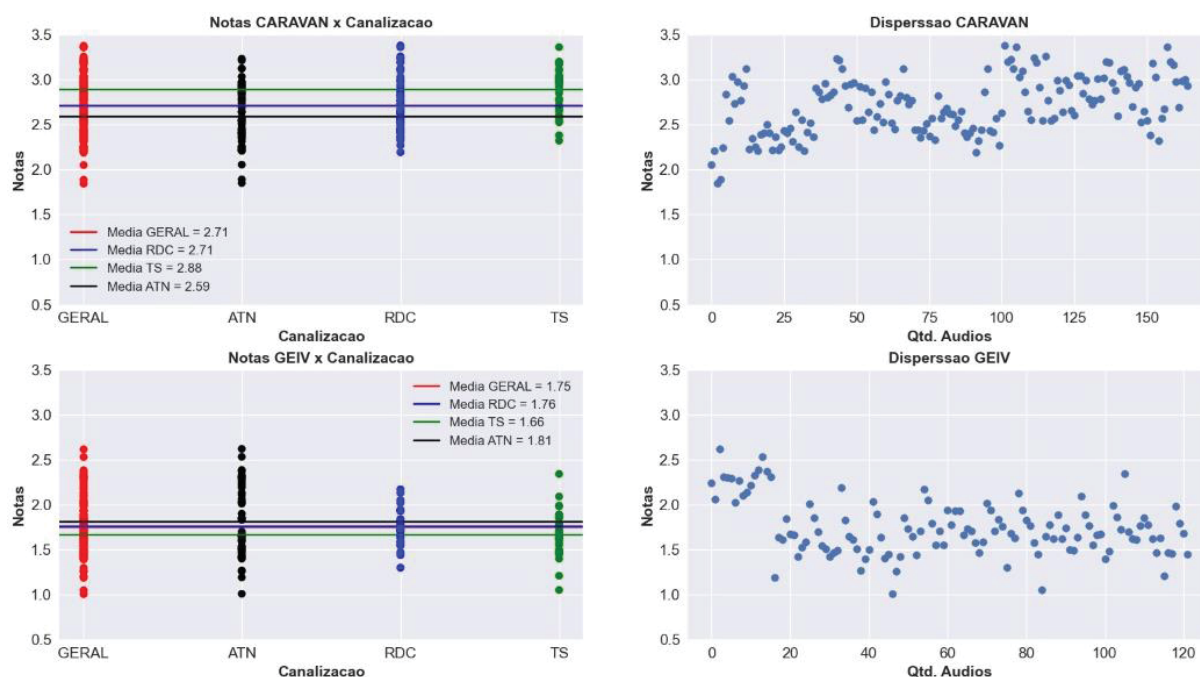 Notas CARAVAN x Canalizacao
Notas
3.5
3.0
2.5
2.0
1.5
1.0
0.5
Media GERAL = 2.71
Media RDC = 2.71
Media TS = 2.88
Media ATN = 2.59
GERAL ATN RDC TS
Canalizacao
Disperssao CARAVAN
Notas
3.5
3.0
2.5
2.0
1.5
1.0
0.5
0 25 50 75 100 125 150
Qtd. Audios
Notas GEIV x Canalizacao
Notas
3.5
3.0
2.5
2.0
1.5
1.0
0.5
Media GERAL = 1.75
Media RDC = 1.76
Media TS = 1.66
Media ATN = 1.81
GERAL ATN RDC TS
Canalizacao
Disperssao GEIV
Notas
3.5
3.0
2.5
2.0
1.5
1.0
0.5
0 20 40 60 80 100 120
Qtd. Audios